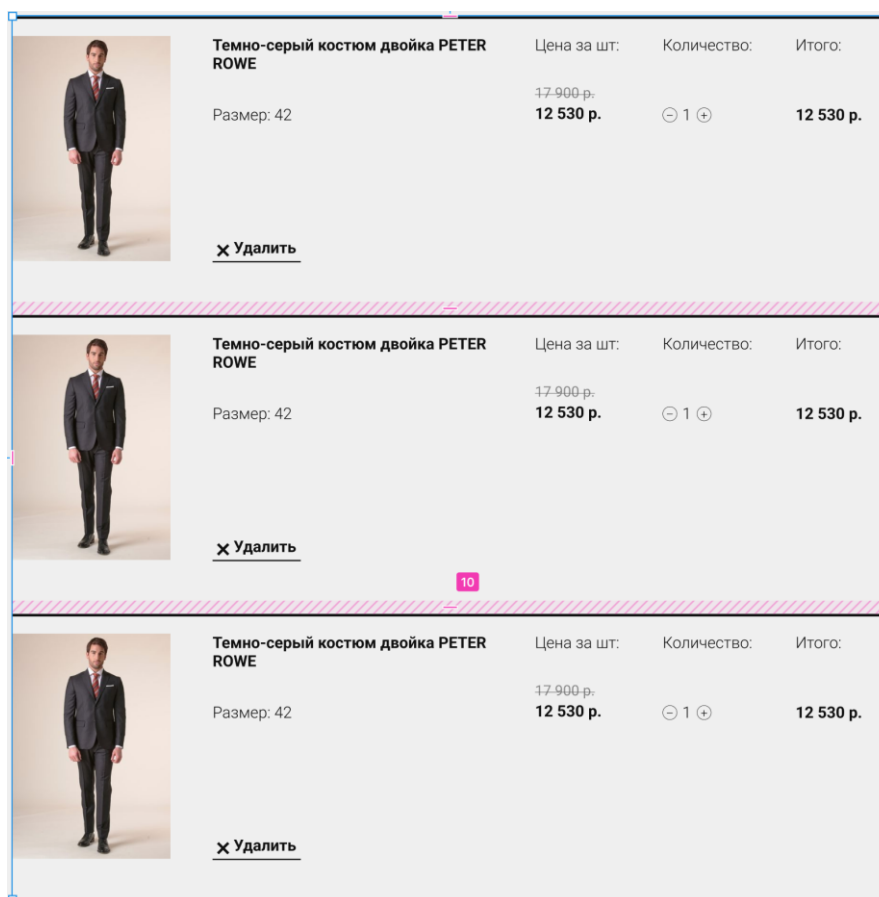 Темно-серый костюм двойка PETER Цена за шт: Количество: Итого:
ROWE
17 900 р.
Размер: 42 12 530 р. 1 12 530 р.
Удалить
Темно-серый костюм двойка PETER Цена за шт: Количество: Итого:
ROWE
17 900 р.
Размер: 42 12 530 р. 1 12 530 р.
Удалить
10
Темно-серый костюм двойка PETER Цена за шт: Количество: Итого:
ROWE
17 900 р.
Размер: 42 12 530 р. 1 12 530 р.
Удалить